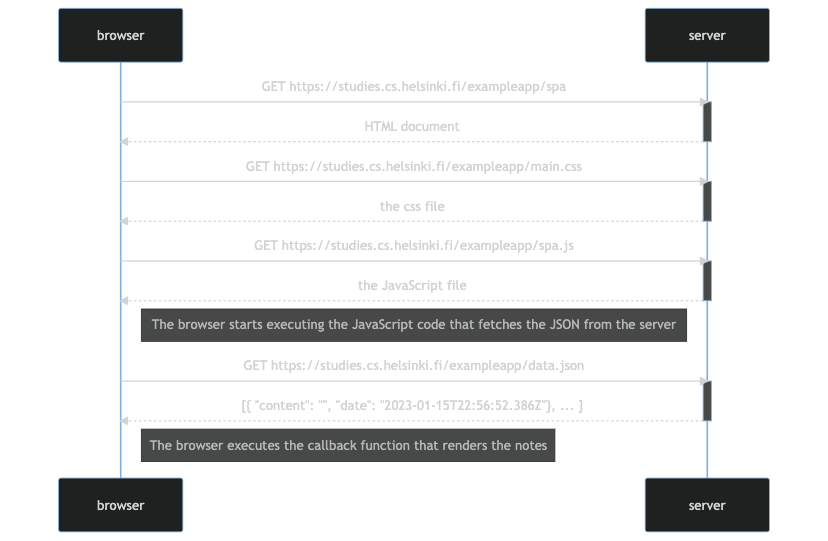 browser
server
GET https://studies.cs.helsinki.fi/exampleapp/spa
HTML document
GET https://studies.cs.helsinki.fi/exampleapp/main.css
the css file
GET https://studies.cs.helsinki.fi/exampleapp/spa.js
the JavaScript file
The browser starts executing the JavaScript code that fetches the JSON from the server
GET https://studies.cs.helsinki.fi/exampleapp/data.json
[{ "content": "", "date": "2023-01-15T22:56:52.386Z"}, ... ]
The browser executes the callback function that renders the notes
browser
server